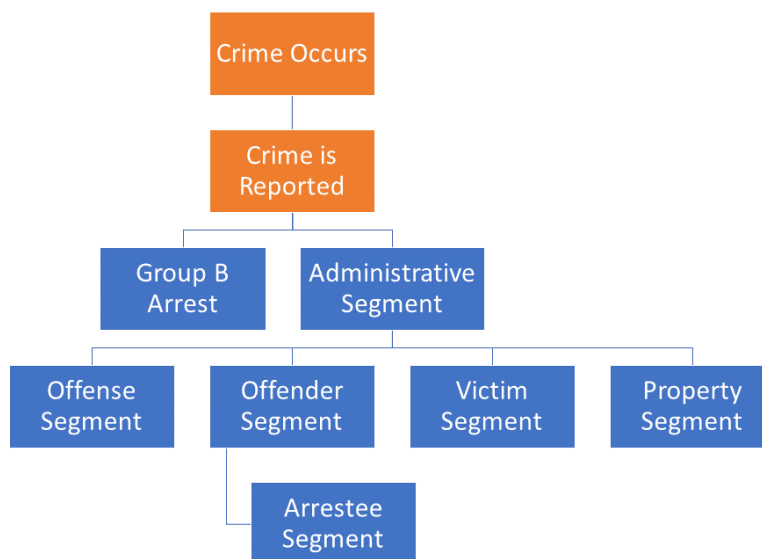 Crime Occurs
Crime is
Reported
Group B
Arrest
Administrative
Segment
Offense
Segment
Offender
Segment
Victim
Segment
Property
Segment
Arrestee
Segment